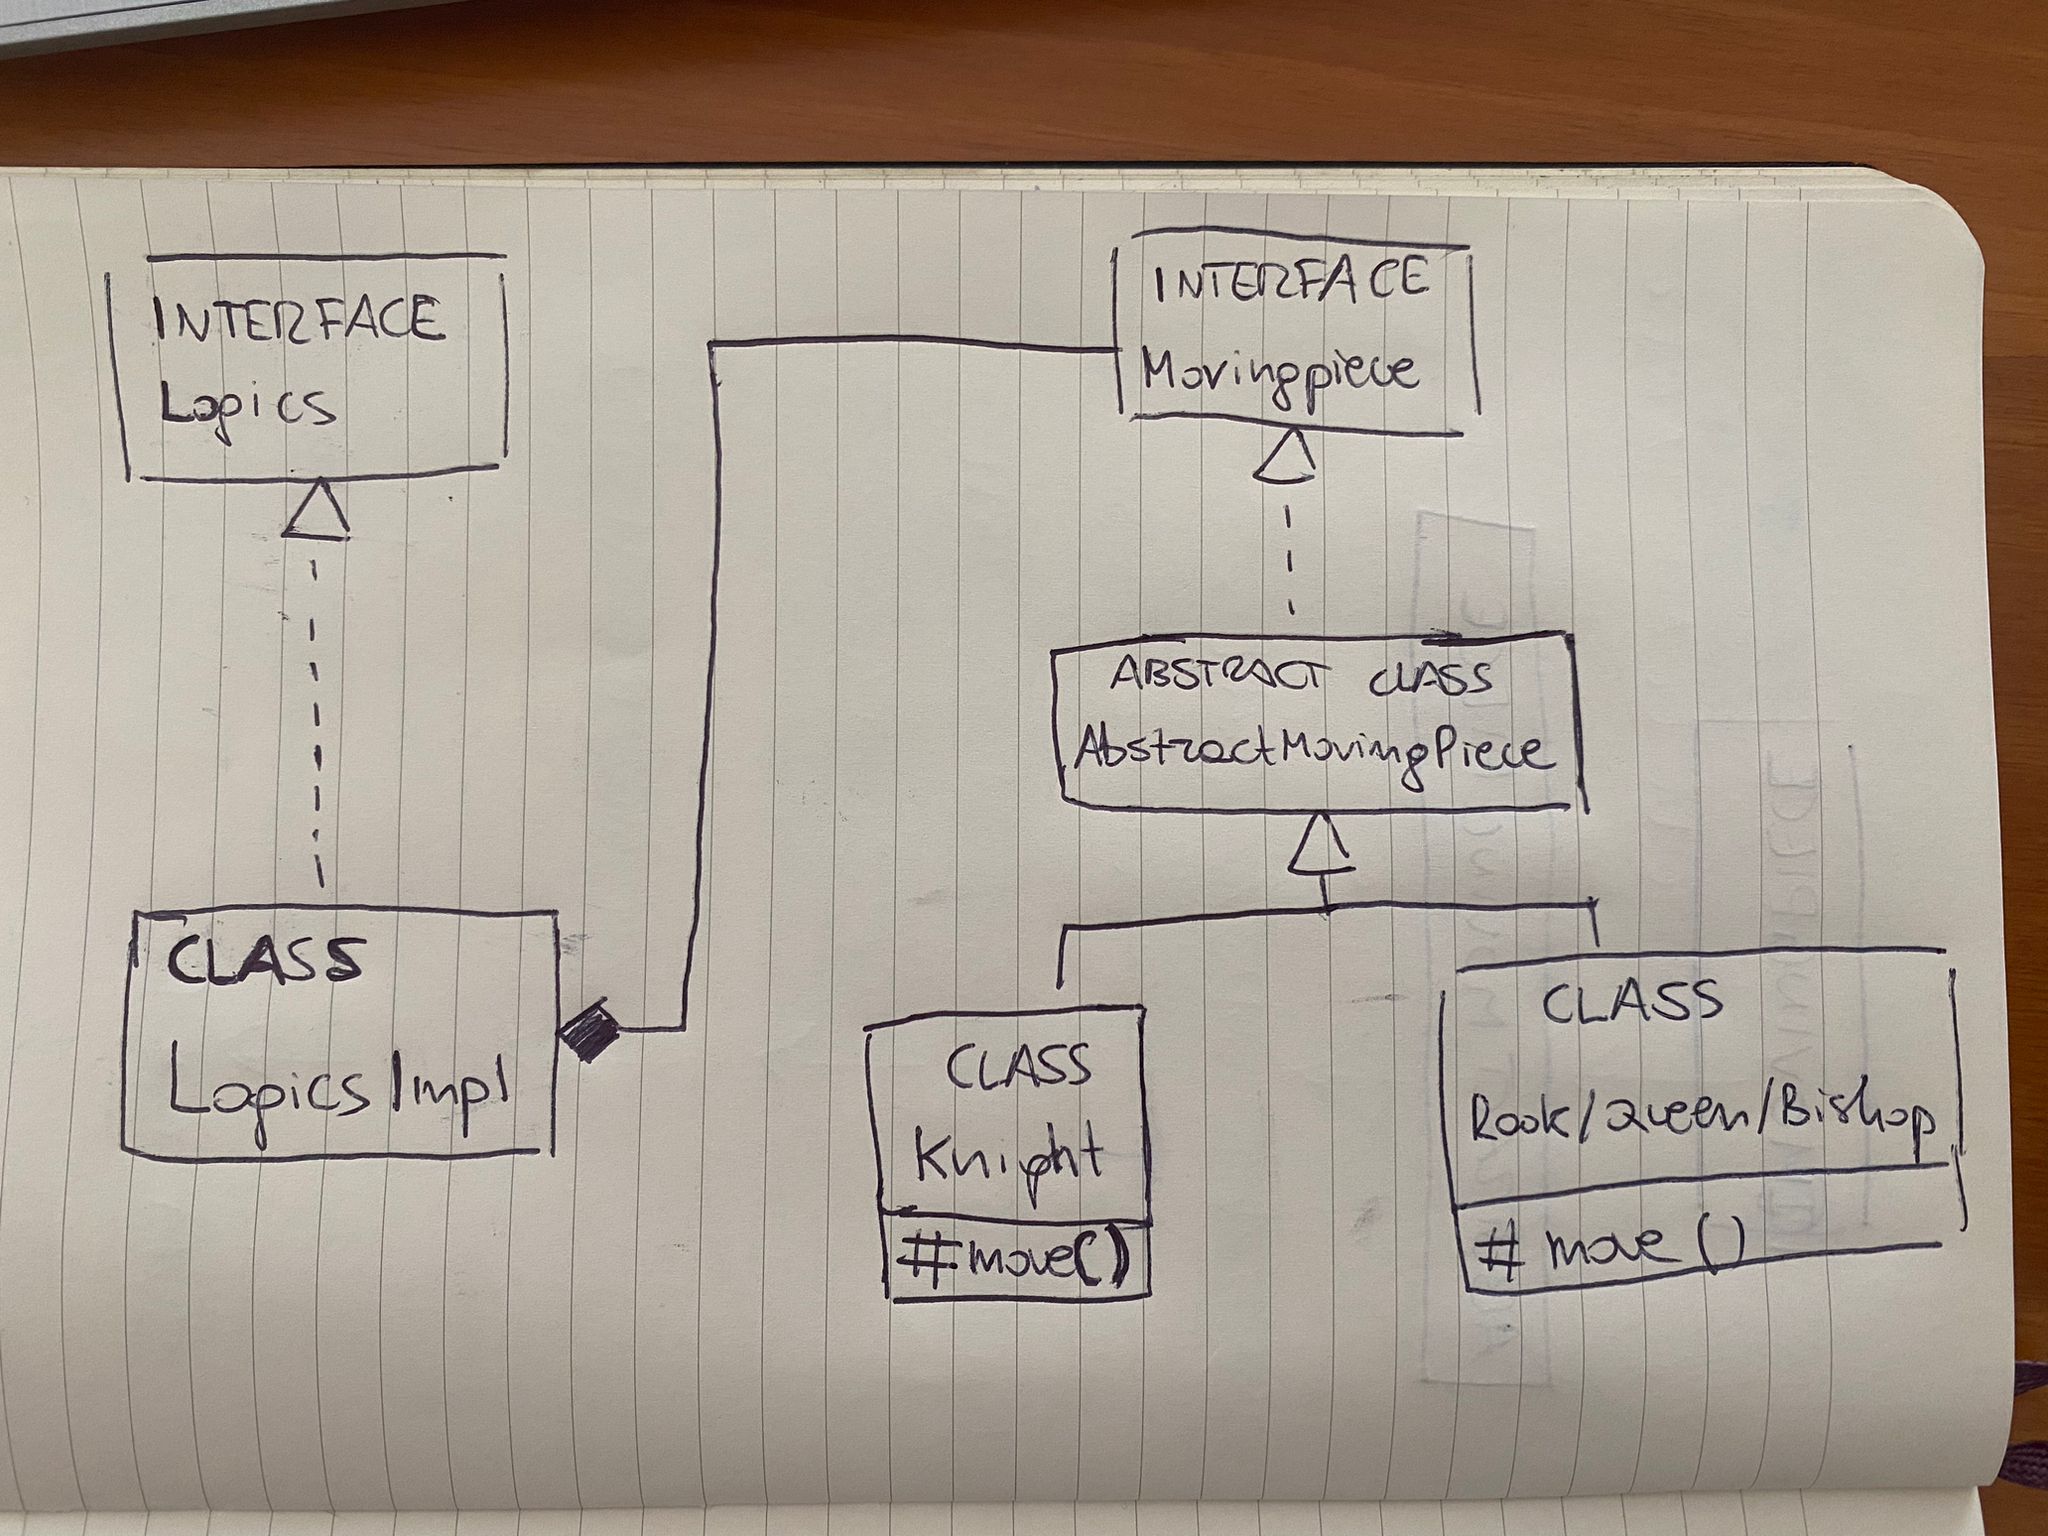 INTERFACE
Logics
INTERFACE
Movingpiece
ABSTRACT CLASS
AbstractMovingPiece
CLASS
LogicsImpl
CLASS
Knight
#move()
CLASS
Rook/Queen/Bishop
# move()